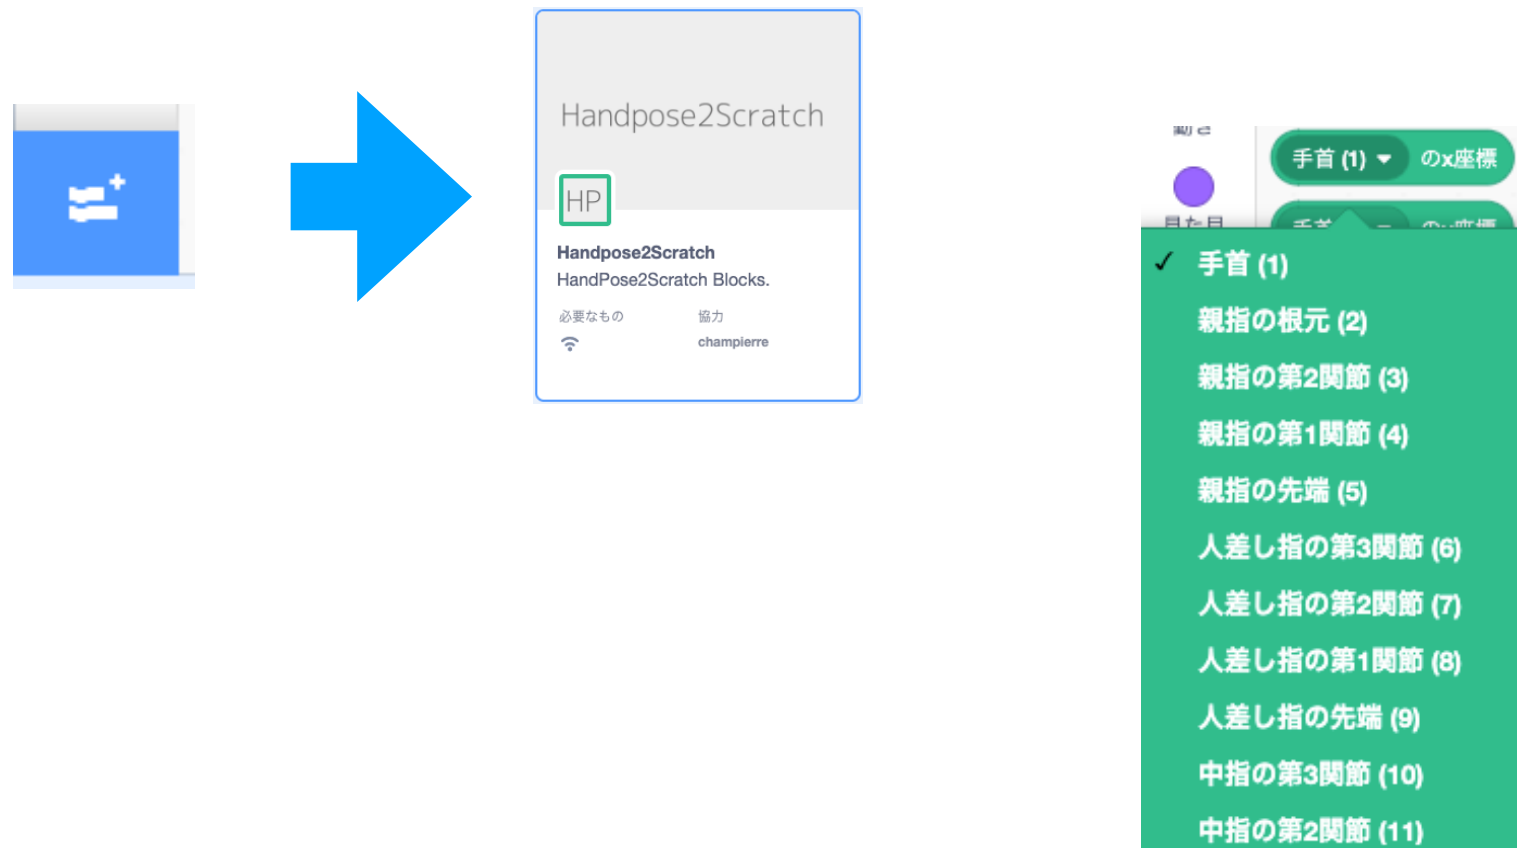 Handpose2Scratch
HP
Handpose2Scratch
HandPose2Scratch Blocks.
必要なもの
協力
champierre
動き
手首 (1) のx座標
見た目
手首 (1)
親指の根元 (2)
親指の第2関節 (3)
親指の第1関節 (4)
親指の先端 (5)
人差し指の第3関節 (6)
人差し指の第2関節 (7)
人差し指の第1関節 (8)
人差し指の先端 (9)
中指の第3関節 (10)
中指の第2関節 (11)